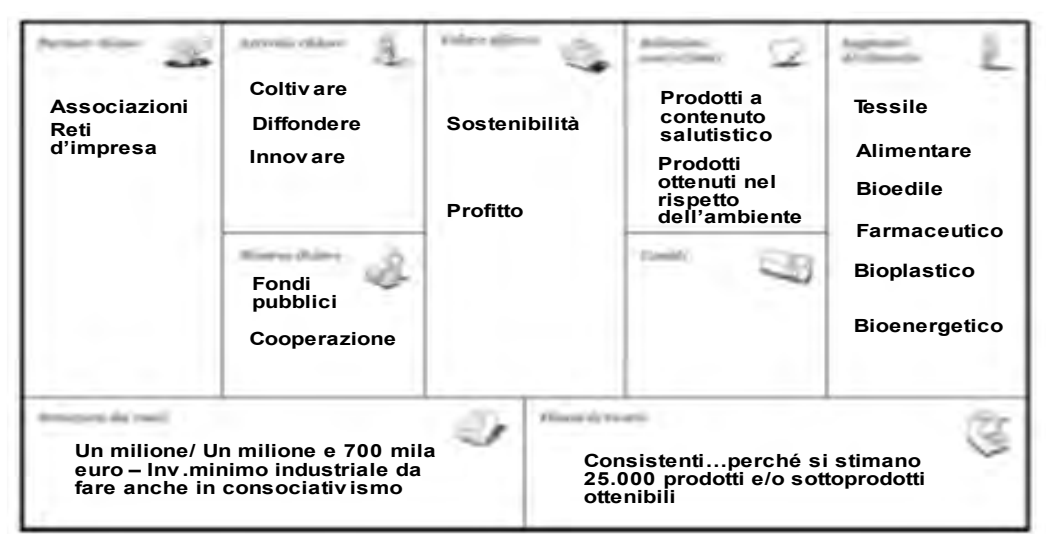 Associazioni
Reti
d’impresa
Coltivare
Diffondere
Innovare
Fondi
pubblici
Cooperazione
Sostenibilità
Profitto
Prodotti a
contenuto
salutistico
Prodotti
ottenuti nel
rispetto
dell’ambiente
Tessile
Alimentare
Bioedile
Farmaceutico
Bioplastico
Bioenergetico
Un milione/ Un milione e 700 mila
euro – Inv.minimo industriale da
fare anche in consociativismo
Consistenti…perché si stimano
25.000 prodotti e/o sottoprodotti
ottenibili